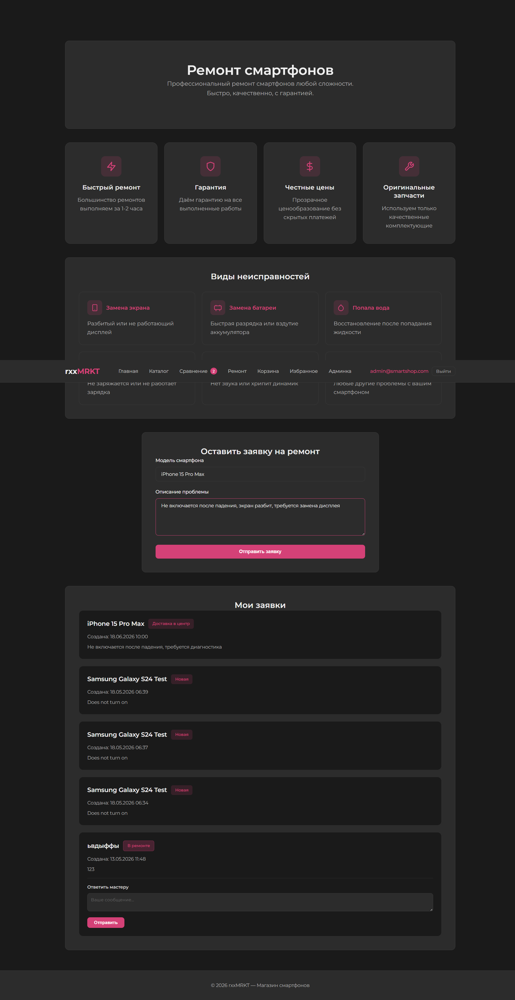 Ремонт смартфонов
Профессиональный ремонт смартфонов любой сложности.
Быстро, качественно, с гарантией.
Быстрый ремонт
Большинство ремонтов
выполняем за 1-2 часа
Гарантия
Даём гарантию на все
выполненные работы
Честные цены
Прозрачное
ценообразование без
скрытых платежей
Оригинальные
запчасти
Используем только
качественные
комплектующие
Виды неисправностей
Замена экрана
Разбитый или не работающий
дисплей
Замена батареи
Быстрая разрядка или вздутие
аккумулятора
Попала вода
Восстановление после попадания
жидкости
rxxMRKT
Главная
Каталог
Сравнение 2
Ремонт
Корзина
Избранное
Админка
admin@smartshop.com
Выйти
Не заряжается или не работает
зарядка
Нет звука или хрипит динамик
Любые другие проблемы с вашим
смартфоном
Оставить заявку на ремонт
Модель смартфона
iPhone 15 Pro Max
Описание проблемы
Не включается после падения, экран разбит, требуется замена дисплея
Отправить заявку
Мои заявки
iPhone 15 Pro Max Доставка в центр
Создана: 18.06.2026 10:00
Не включается после падения, требуется диагностика
Samsung Galaxy S24 Test Новая
Создана: 18.05.2026 06:39
Does not turn on
Samsung Galaxy S24 Test Новая
Создана: 18.05.2026 06:37
Does not turn on
Samsung Galaxy S24 Test Новая
Создана: 18.05.2026 06:34
Does not turn on
ьвдыффы В ремонте
Создана: 13.05.2026 11:48
123
Ответить мастеру
Ваше сообщение...
Отправить
© 2026 rxxMRKT — Магазин смартфонов